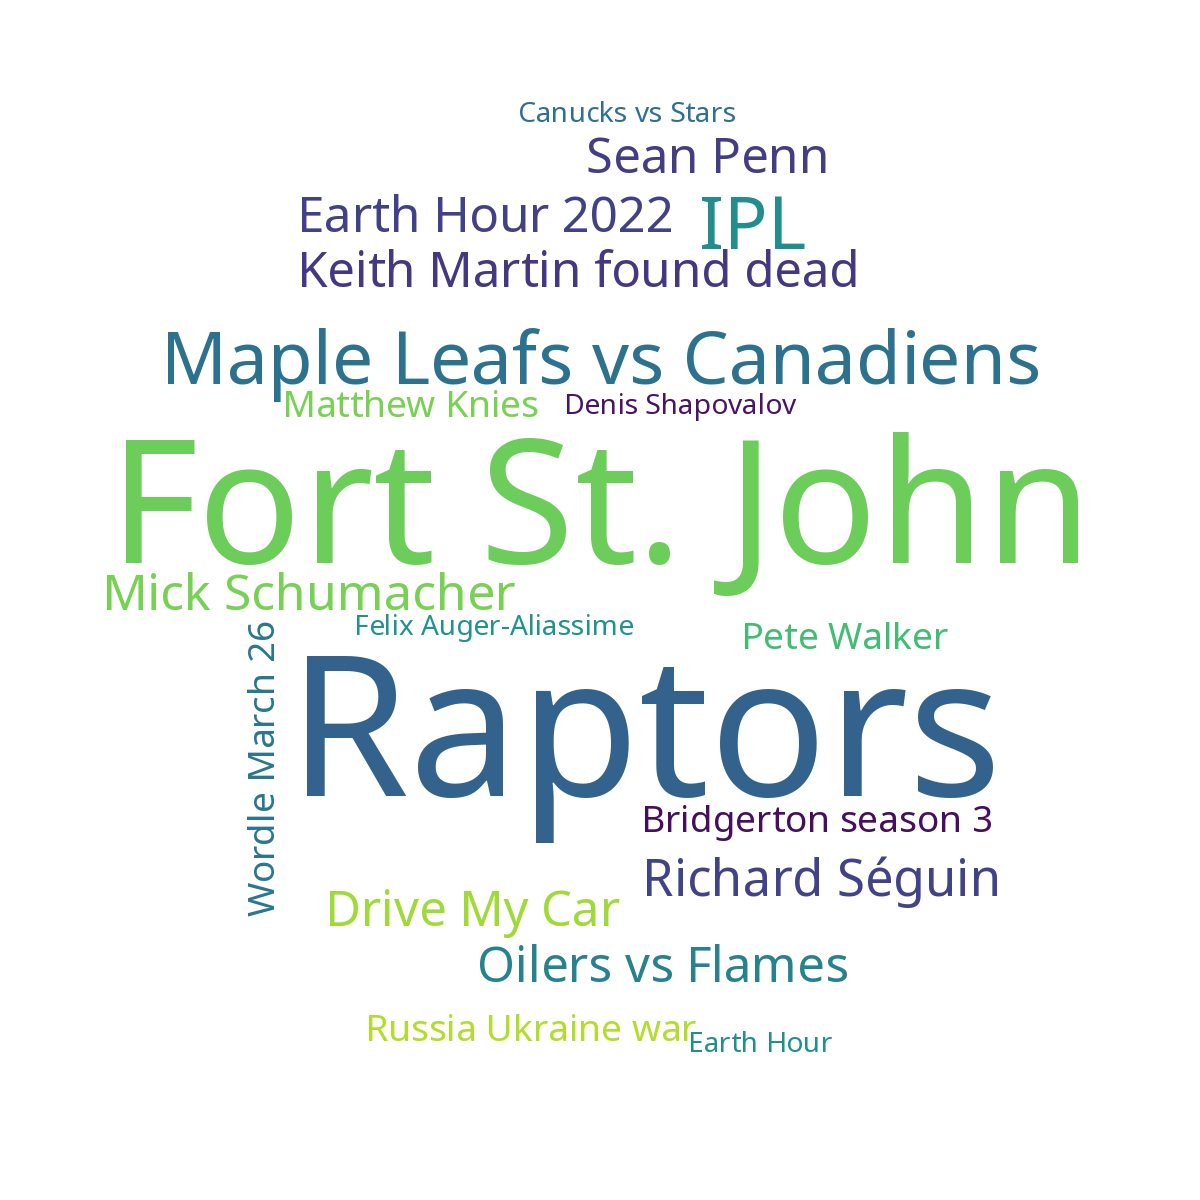 Canucks vs Stars
Sean Penn
Earth Hour 2022
IPL
Keith Martin found dead
Maple Leafs vs Canadiens
Matthew Knies
Denis Shapovalov
Fort St. John
Mick Schumacher
Felix Auger-Aliassime
Pete Walker
Wordle March 26
Raptors
Bridgerton season 3
Richard Séguin
Drive My Car
Oilers vs Flames
Russia Ukraine war
Earth Hour